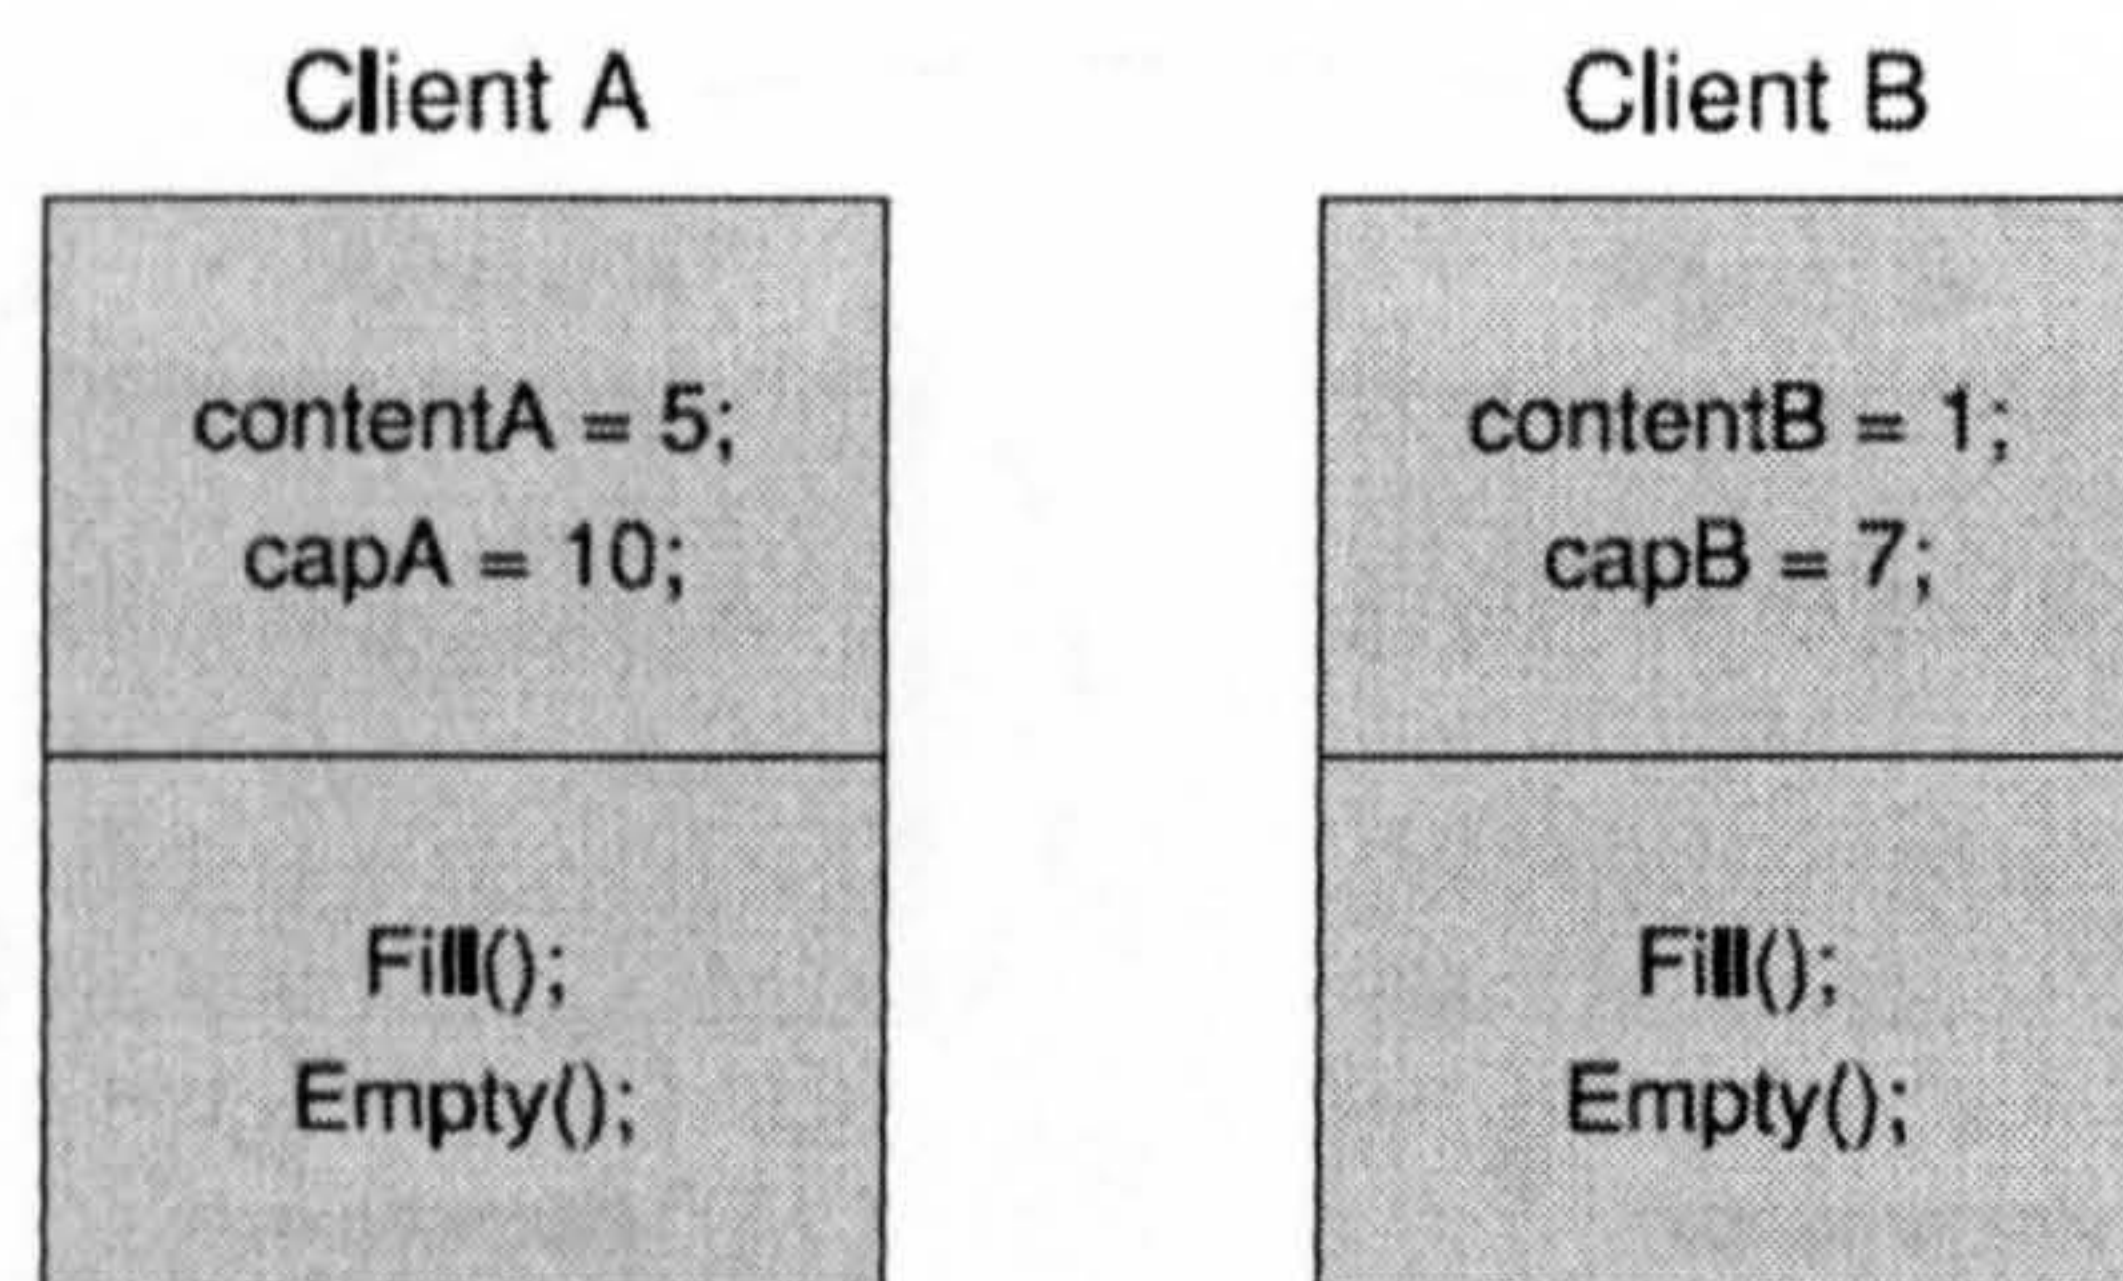 Client A
contentA = 5;
capA = 10;
Fill();
Empty();
Client B
contentB = 1;
capB = 7;
Fill();
Empty();